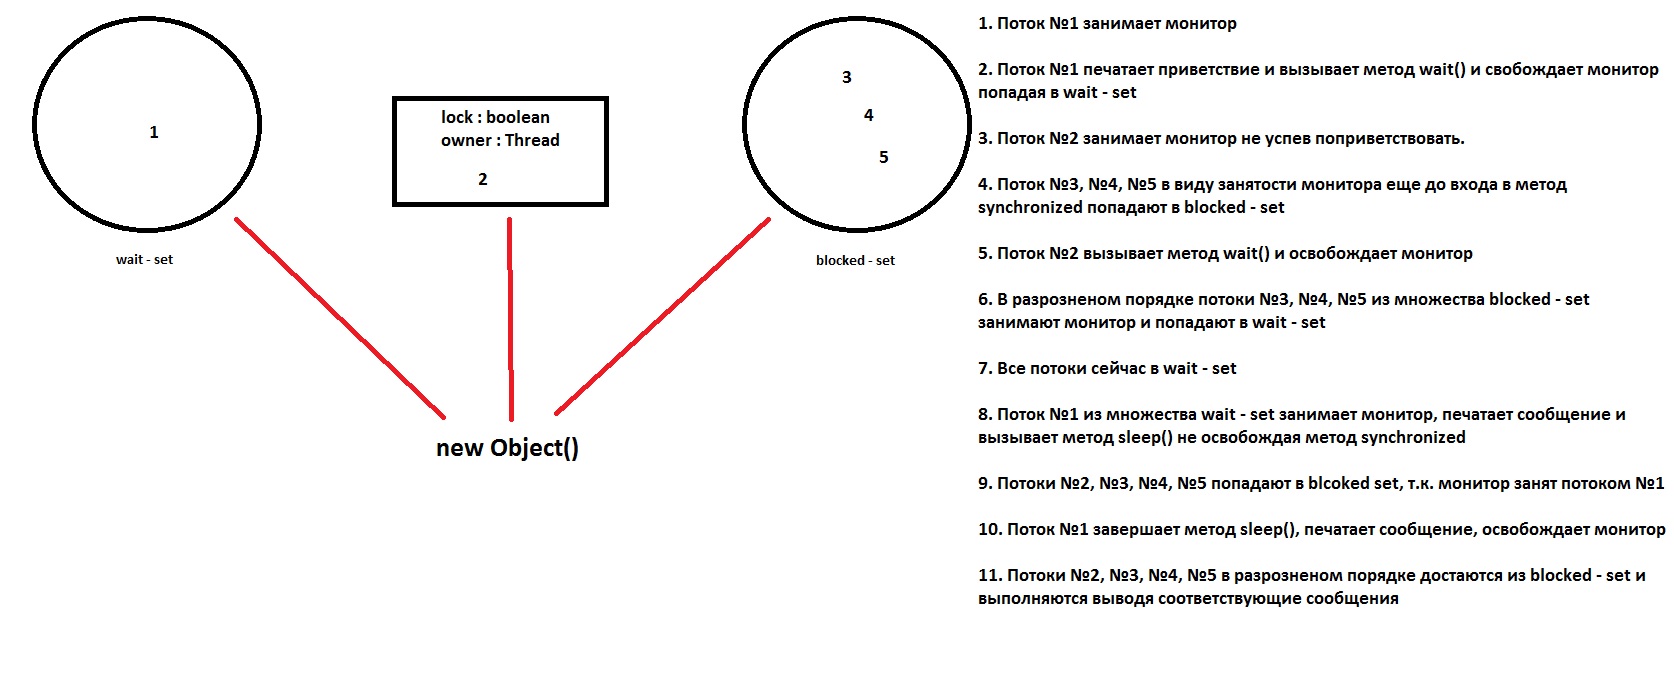 1
wait - set
lock : boolean
owner : Thread
2
3
4
5
blocked - set
new Object()
1. Поток №1 занимает монитор
2. Поток №1 печатает приветствие и вызывает метод wait() и свобождает монитор
попадая в wait - set
3. Поток №2 занимает монитор не успев поприветствовать.
4. Поток №3, №4, №5 в виду занятости монитора еще до входа в метод
synchronized попадают в blocked - set
5. Поток №2 вызывает метод wait() и освобождает монитор
6. В разрозненом порядке потоки №3, №4, №5 из множества blocked - set
занимают монитор и попадают в wait - set
7. Все потоки сейчас в wait - set
8. Поток №1 из множества wait - set занимает монитор, печатает сообщение и
вызывает метод sleep() не освобождая метод synchronized
9. Потоки №2, №3, №4, №5 попадают в blcoked set, т.к. монитор занят потоком №1
10. Поток №1 завершает метод sleep(), печатает сообщение, освобождает монитор
11. Потоки №2, №3, №4, №5 в разрозненом порядке достаются из blocked - set и
выполняются выводя соответствующие сообщения